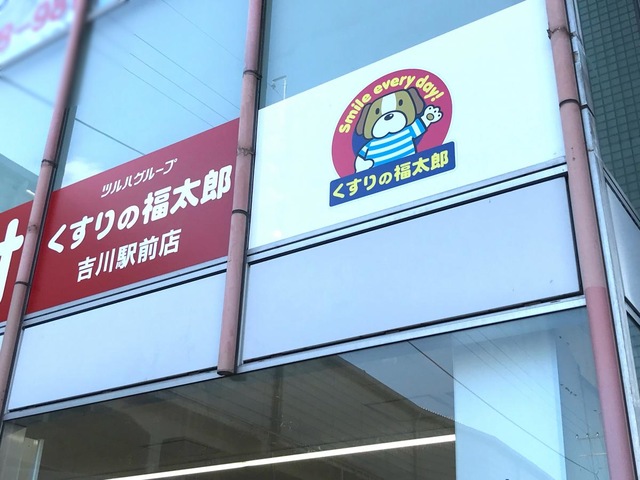 ツルハグループ
くすりの福太郎
吉川駅前店
Smile every day!
くすりの福太郎